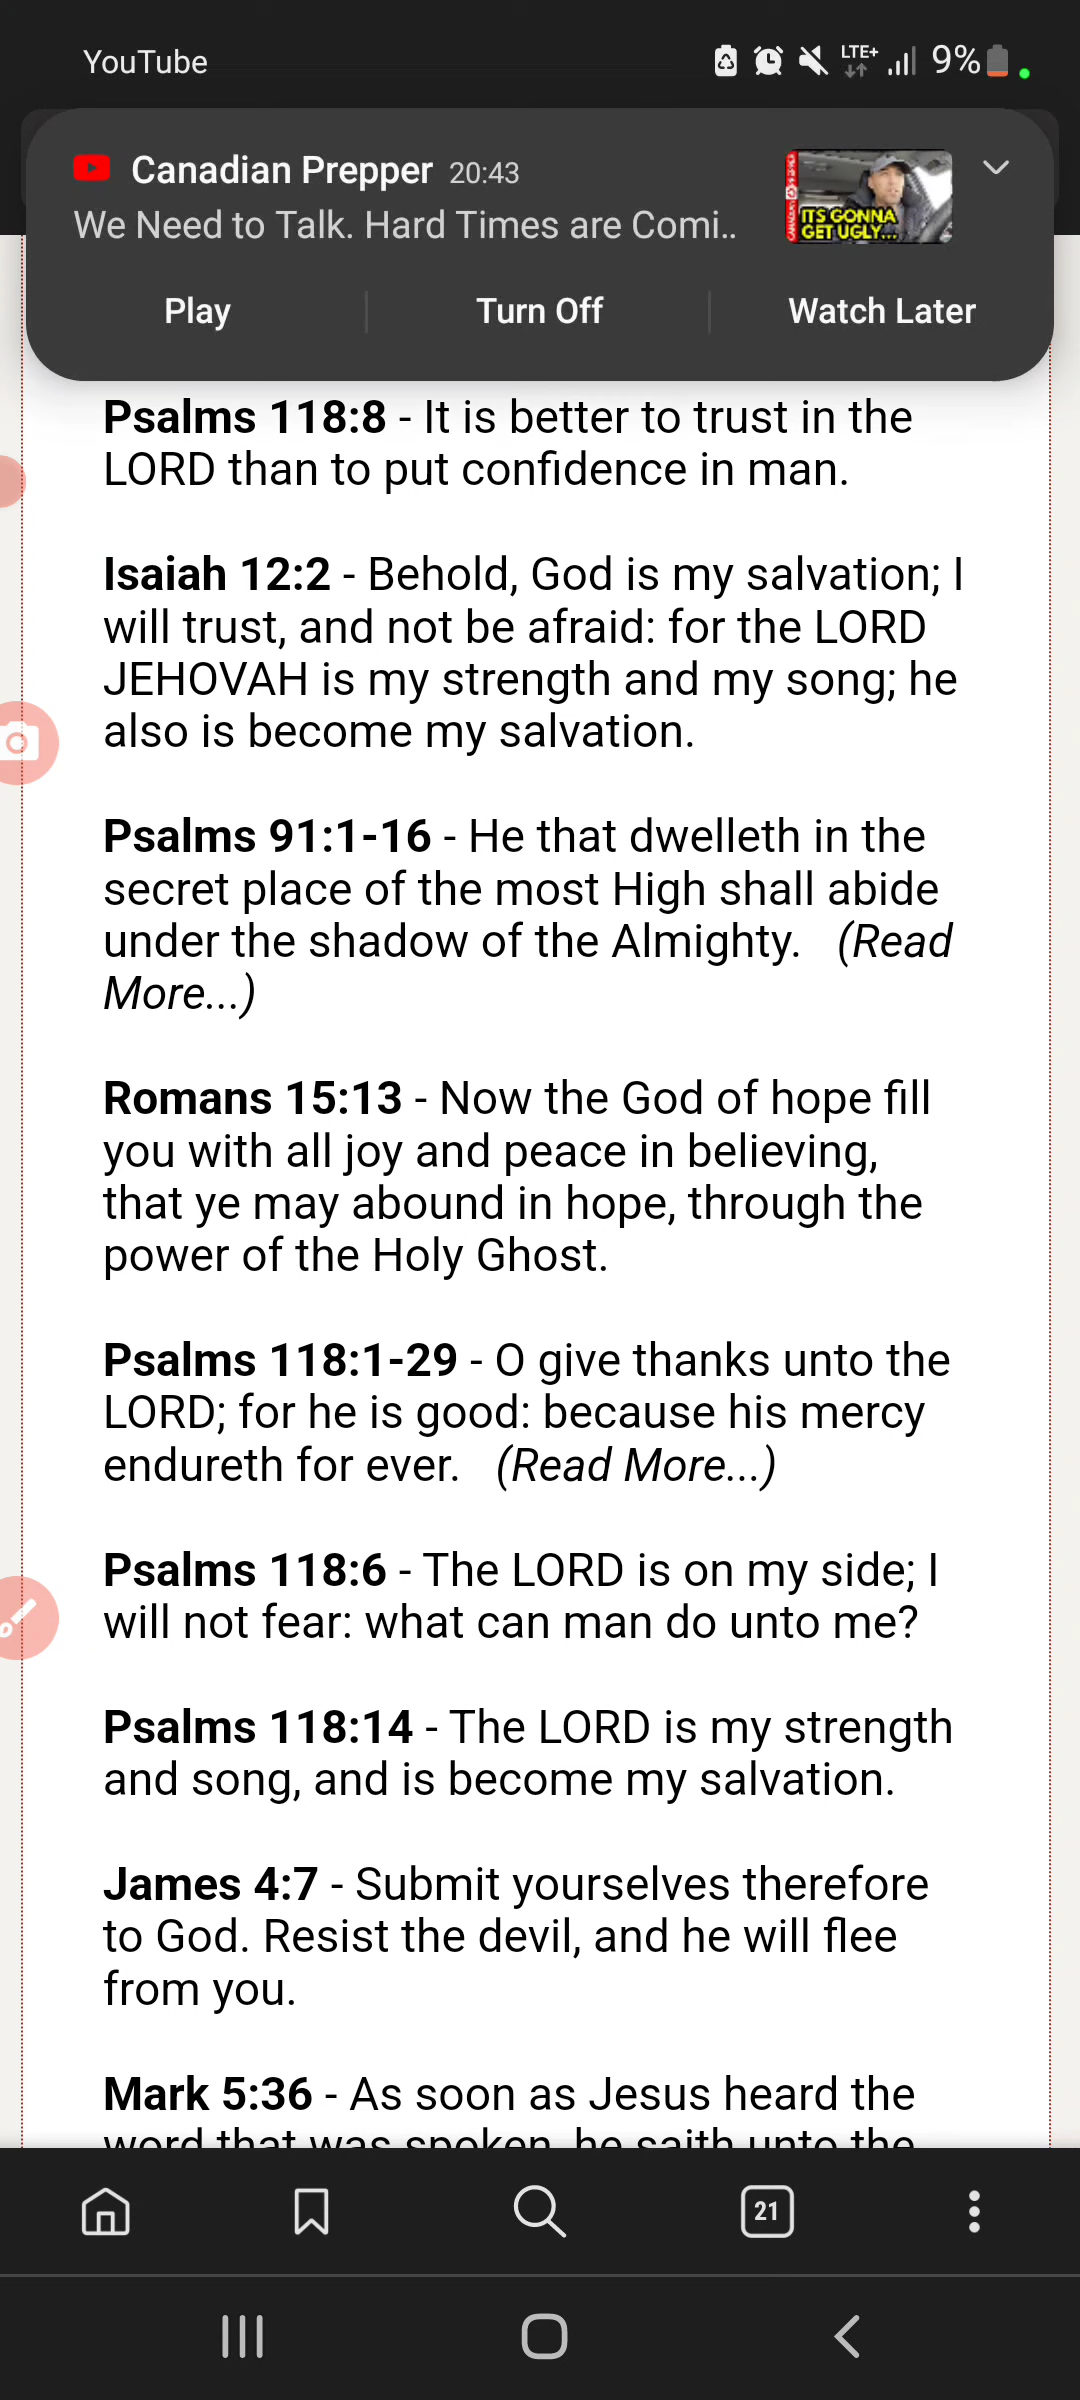 YouTube LTE+ 9%
Canadian Prepper 20:43
We Need to Talk. Hard Times are Comi..
ITS GONNA
GET UGLY...
Play Turn Off Watch Later
Psalms 118:8 - It is better to trust in the
LORD than to put confidence in man.
Isaiah 12:2 - Behold, God is my salvation; I
will trust, and not be afraid: for the LORD
JEHOVAH is my strength and my song; he
also is become my salvation.
Psalms 91:1-16 - He that dwelleth in the
secret place of the most High shall abide
under the shadow of the Almighty. (Read
More...)
Romans 15:13 - Now the God of hope fill
you with all joy and peace in believing,
that ye may abound in hope, through the
power of the Holy Ghost.
Psalms 118:1-29 - O give thanks unto the
LORD; for he is good: because his mercy
endureth for ever. (Read More...)
Psalms 118:6 - The LORD is on my side; I
will not fear: what can man do unto me?
Psalms 118:14 - The LORD is my strength
and song, and is become my salvation.
James 4:7 - Submit yourselves therefore
to God. Resist the devil, and he will flee
from you.
Mark 5:36 - As soon as Jesus heard the
word that was spoken, he saith unto the
21